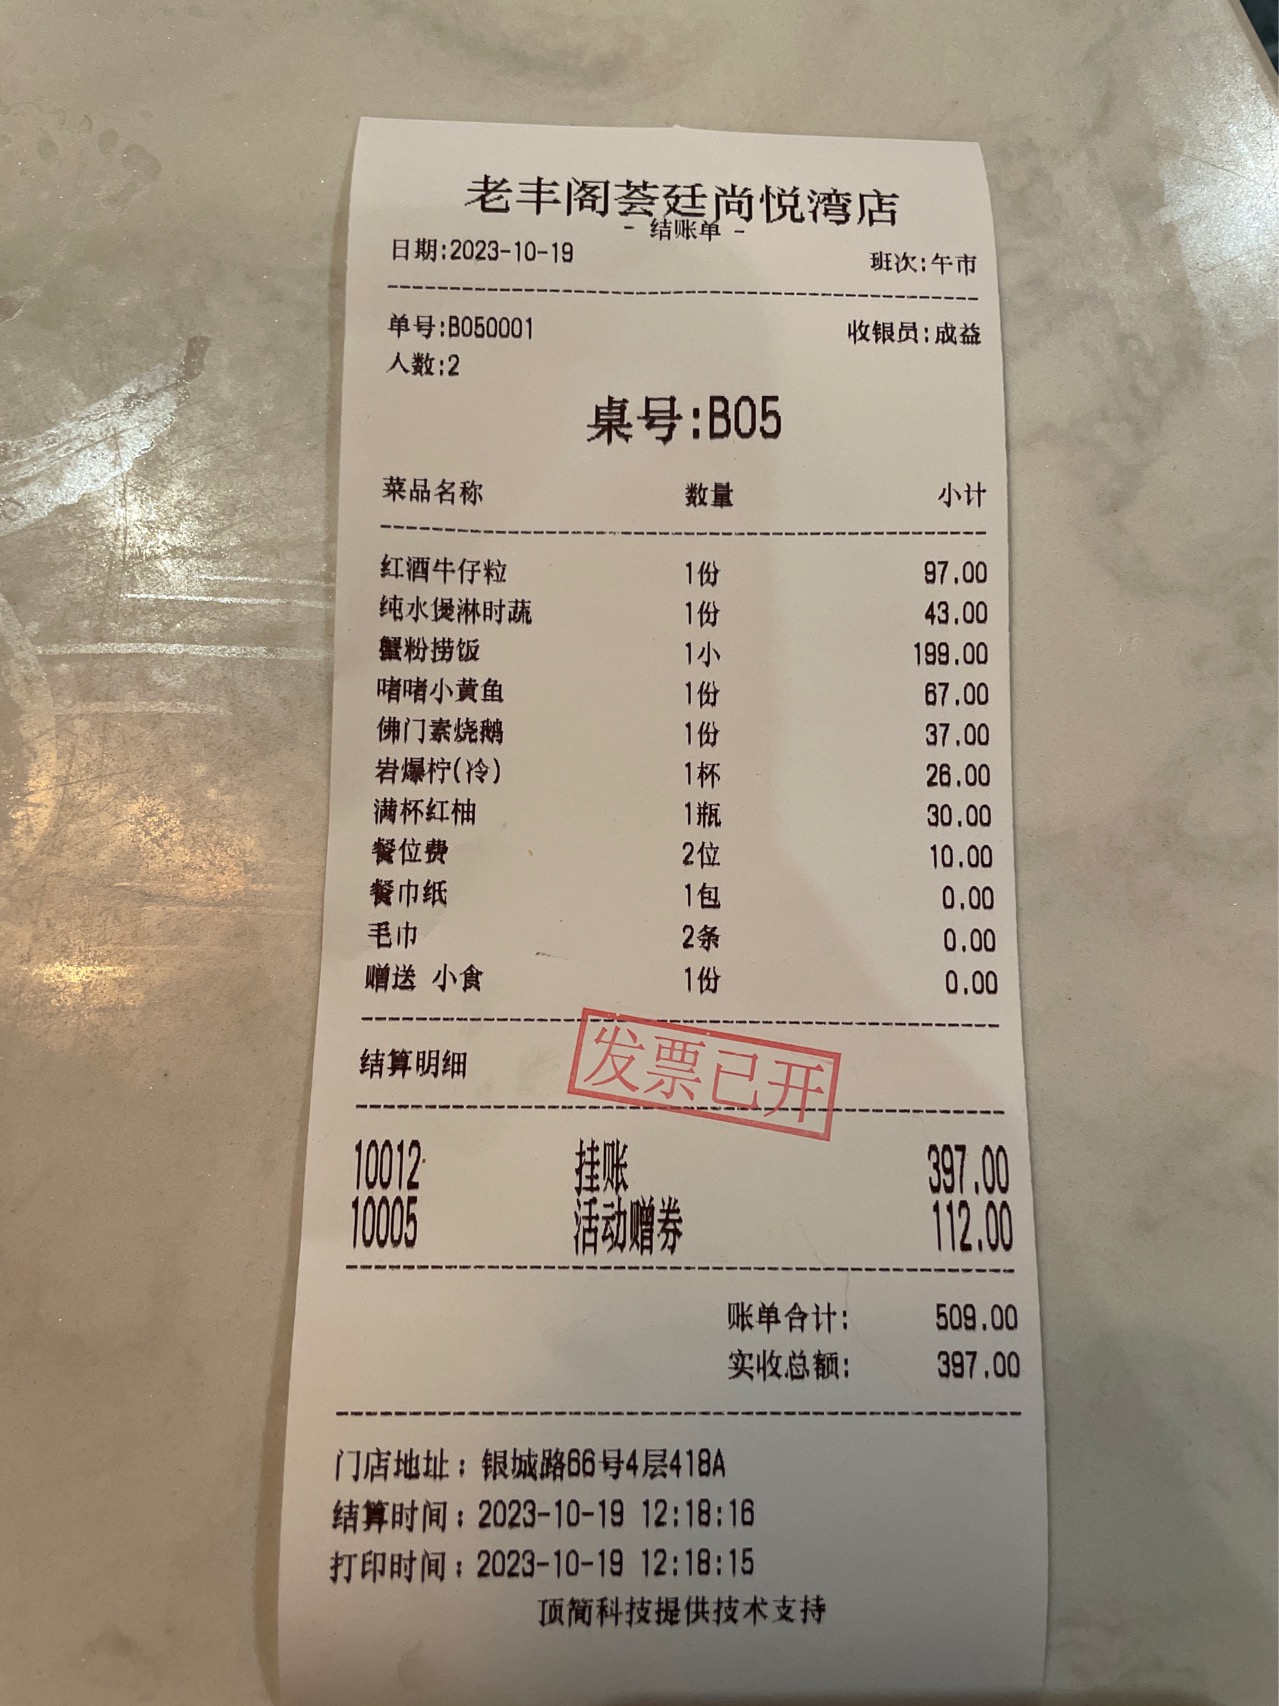 老丰阁荟廷尚悦湾店
- 结账单 -
日期:2023-10-19 班次:午市
单号:B050001 收银员:成益
人数:2
桌号:B05
菜品名称 数量 小计
红酒牛仔粒 1份 97.00
纯水煲淋时蔬 1份 43.00
蟹粉捞饭 1小 199.00
啫啫小黄鱼 1份 67.00
佛门素烧鹅 1份 37.00
岩爆柠(冷) 1杯 26.00
满杯红柚 1瓶 30.00
餐位费 2位 10.00
餐巾纸 1包 0.00
毛巾 2条 0.00
赠送 小食 1份 0.00
结算明细
发票已开
10012 挂账 397.00
10005 活动赠券 112.00
账单合计: 509.00
实收总额: 397.00
门店地址：银城路66号4层418A
结算时间：2023-10-19 12:18:16
打印时间：2023-10-19 12:18:15
顶简科技提供技术支持